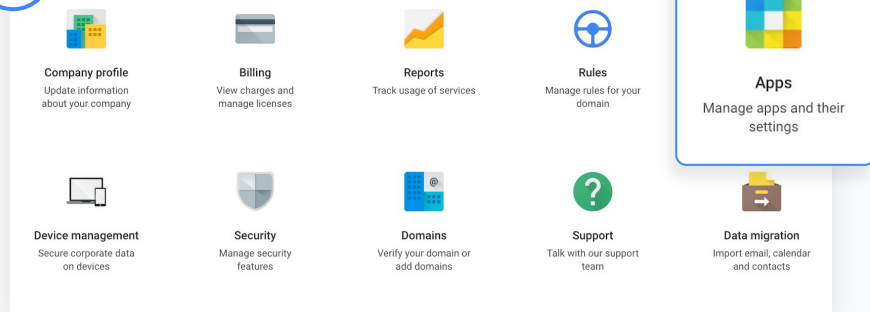 Company profile
Update information
about your company
Billing
View charges and
manage licenses
Reports
Track usage of services
Rules
Manage rules for your
domain
Apps
Manage apps and their
settings
Device management
Secure corporate data
on devices
Security
Manage security
features
@
Domains
Verify your domain or
add domains
?
Support
Talk with our support
team
Data migration
Import email, calendar
and contacts